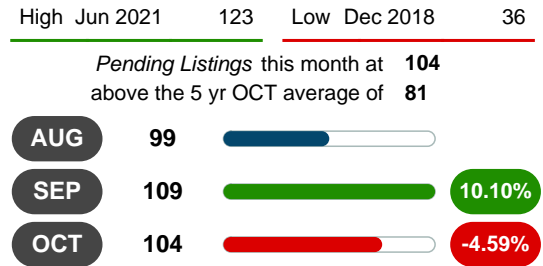 High Jun 2021 123 Low Dec 2018 36
Pending Listings this month at 104
above the 5 yr OCT average of 81
AUG 99
SEP 109 10.10%
OCT 104 -4.59%